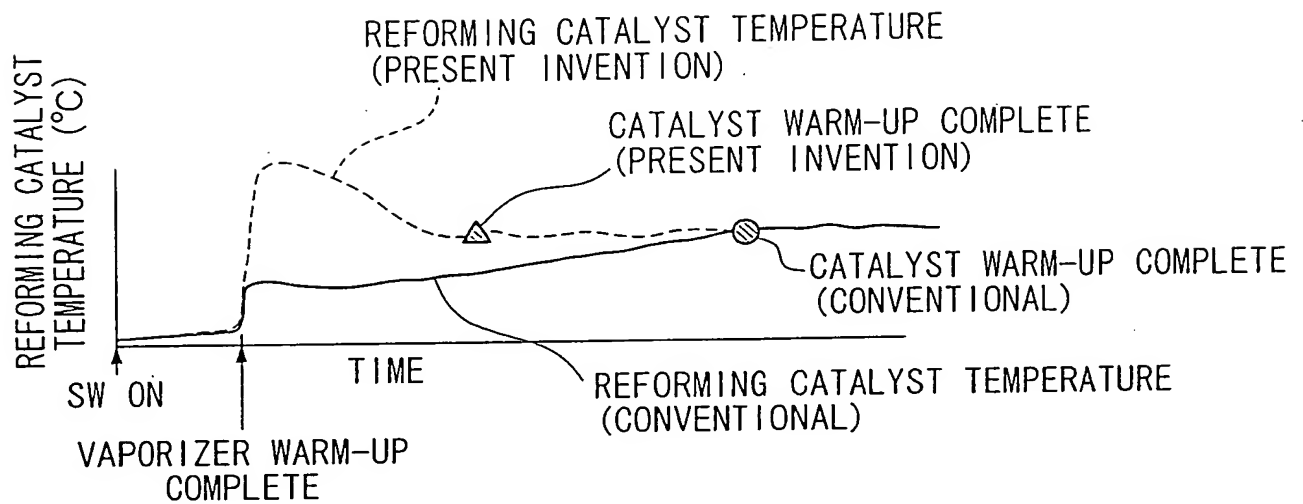 REFORMING CATALYST TEMPERATURE
(PRESENT INVENTION)
CATALYST WARM-UP COMPLETE
(PRESENT INVENTION)
REFORMING CATALYST
TEMPERATURE (°C)
CATALYST WARM-UP COMPLETE
(CONVENTIONAL)
TIME
SW ON
REFORMING CATALYST TEMPERATURE
(CONVENTIONAL)
VAPORIZER WARM-UP
COMPLETE